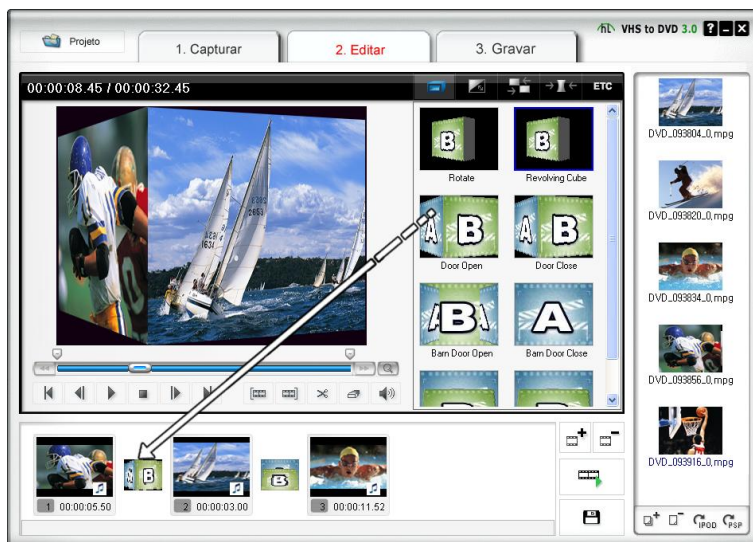 Projeto
1. Capturar
2. Editar
3. Gravar
VHS to DVD 3.0
00:00:08.45 / 00:00:32.45
ETC
B
B
Rotate
Revolving Cube
A B
A B
Door Open
Door Close
A B A
A
Barn Door Open
Barn Door Close
DVD_093804_0,mpg
DVD_093820_0,mpg
DVD_093834_0,mpg
DVD_093856_0,mpg
DVD_093916_0,mpg
B
B
1 00:00:05.50
2 00:00:03.00
3 00:00:11.52
IPOD
PSP